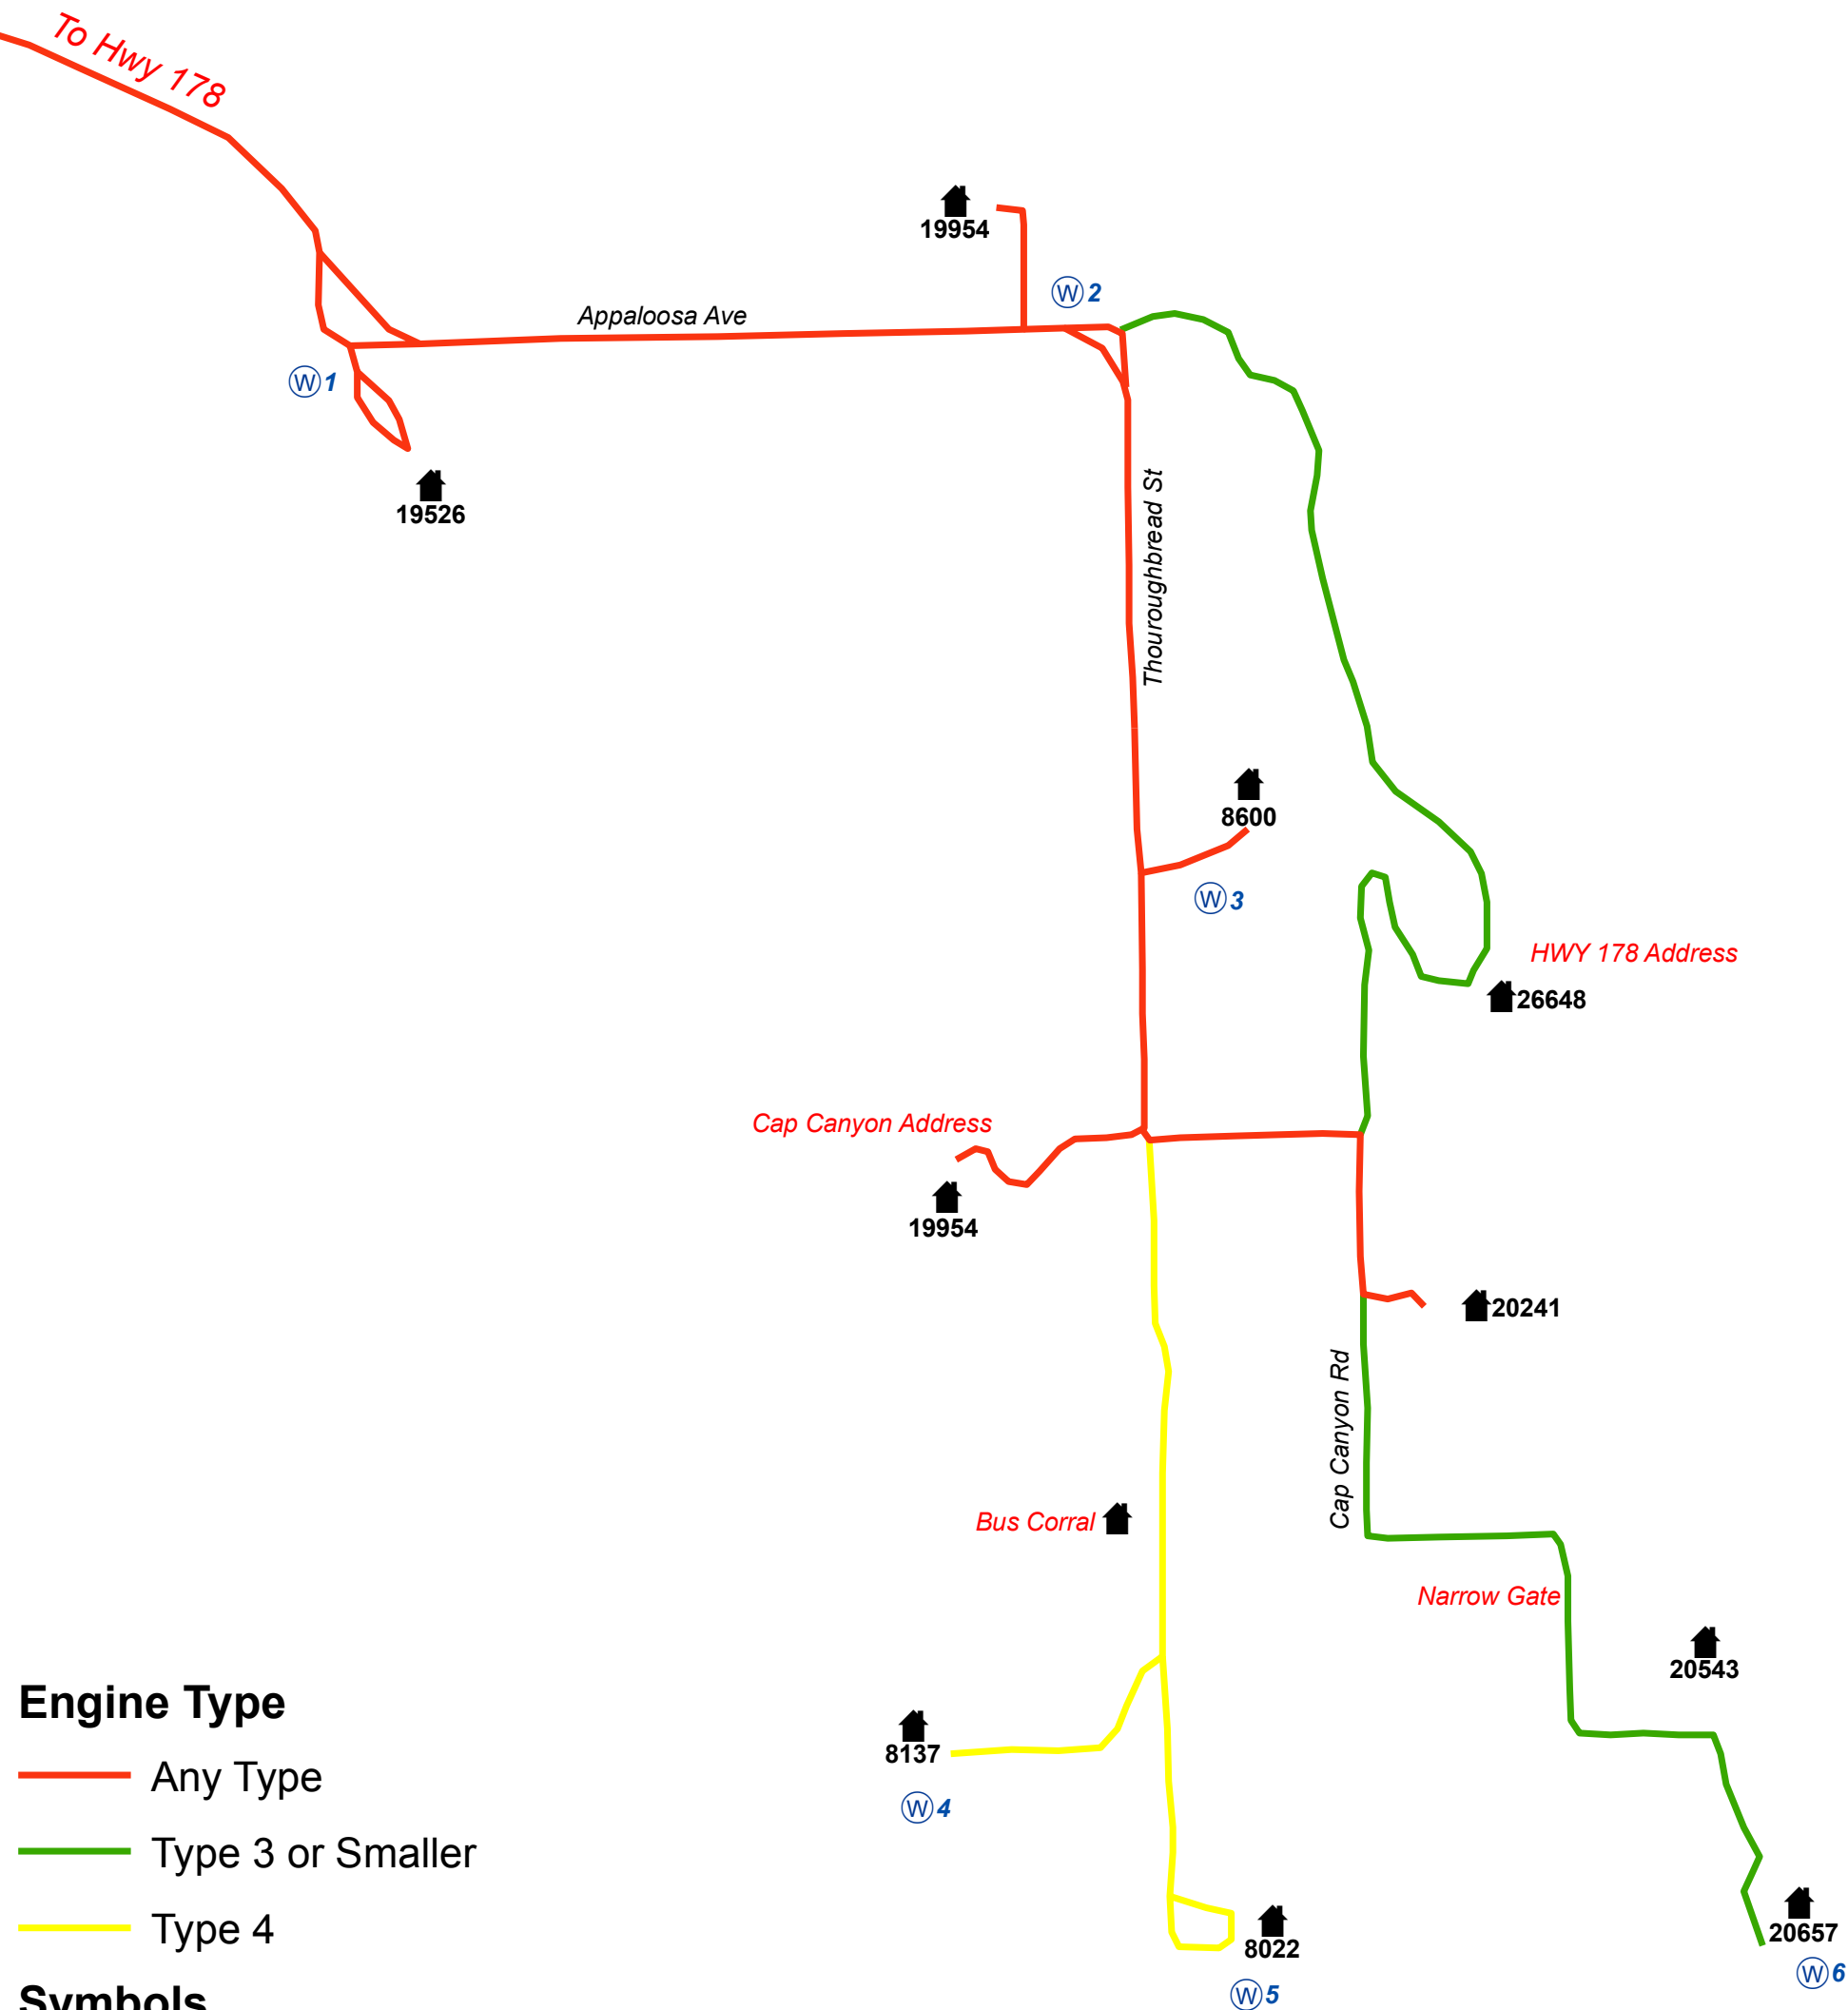 To Hwy 178
19954
Ⓦ 2
Appaloosa Ave
Ⓦ 1
19526
Thouroughbread St
8600
Ⓦ 3
HWY 178 Address
26648
Cap Canyon Address
19954
20241
Cap Canyon Rd
Bus Corral
Narrow Gate
20543
8137
Ⓦ 4
8022
Ⓦ 5
20657
Ⓦ 6
Engine Type
Any Type
Type 3 or Smaller
Type 4
Symbols